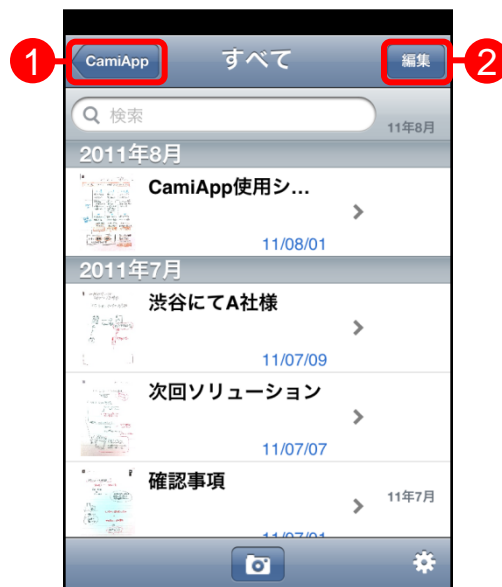 1
CamiApp
すべて
編集
2
検索
11年8月
2011年8月
CamiApp使用シ...
11/08/01
2011年7月
渋谷にてA社様
11/07/09
次回ソリューション
11/07/07
確認事項
11年7月
11/07/01